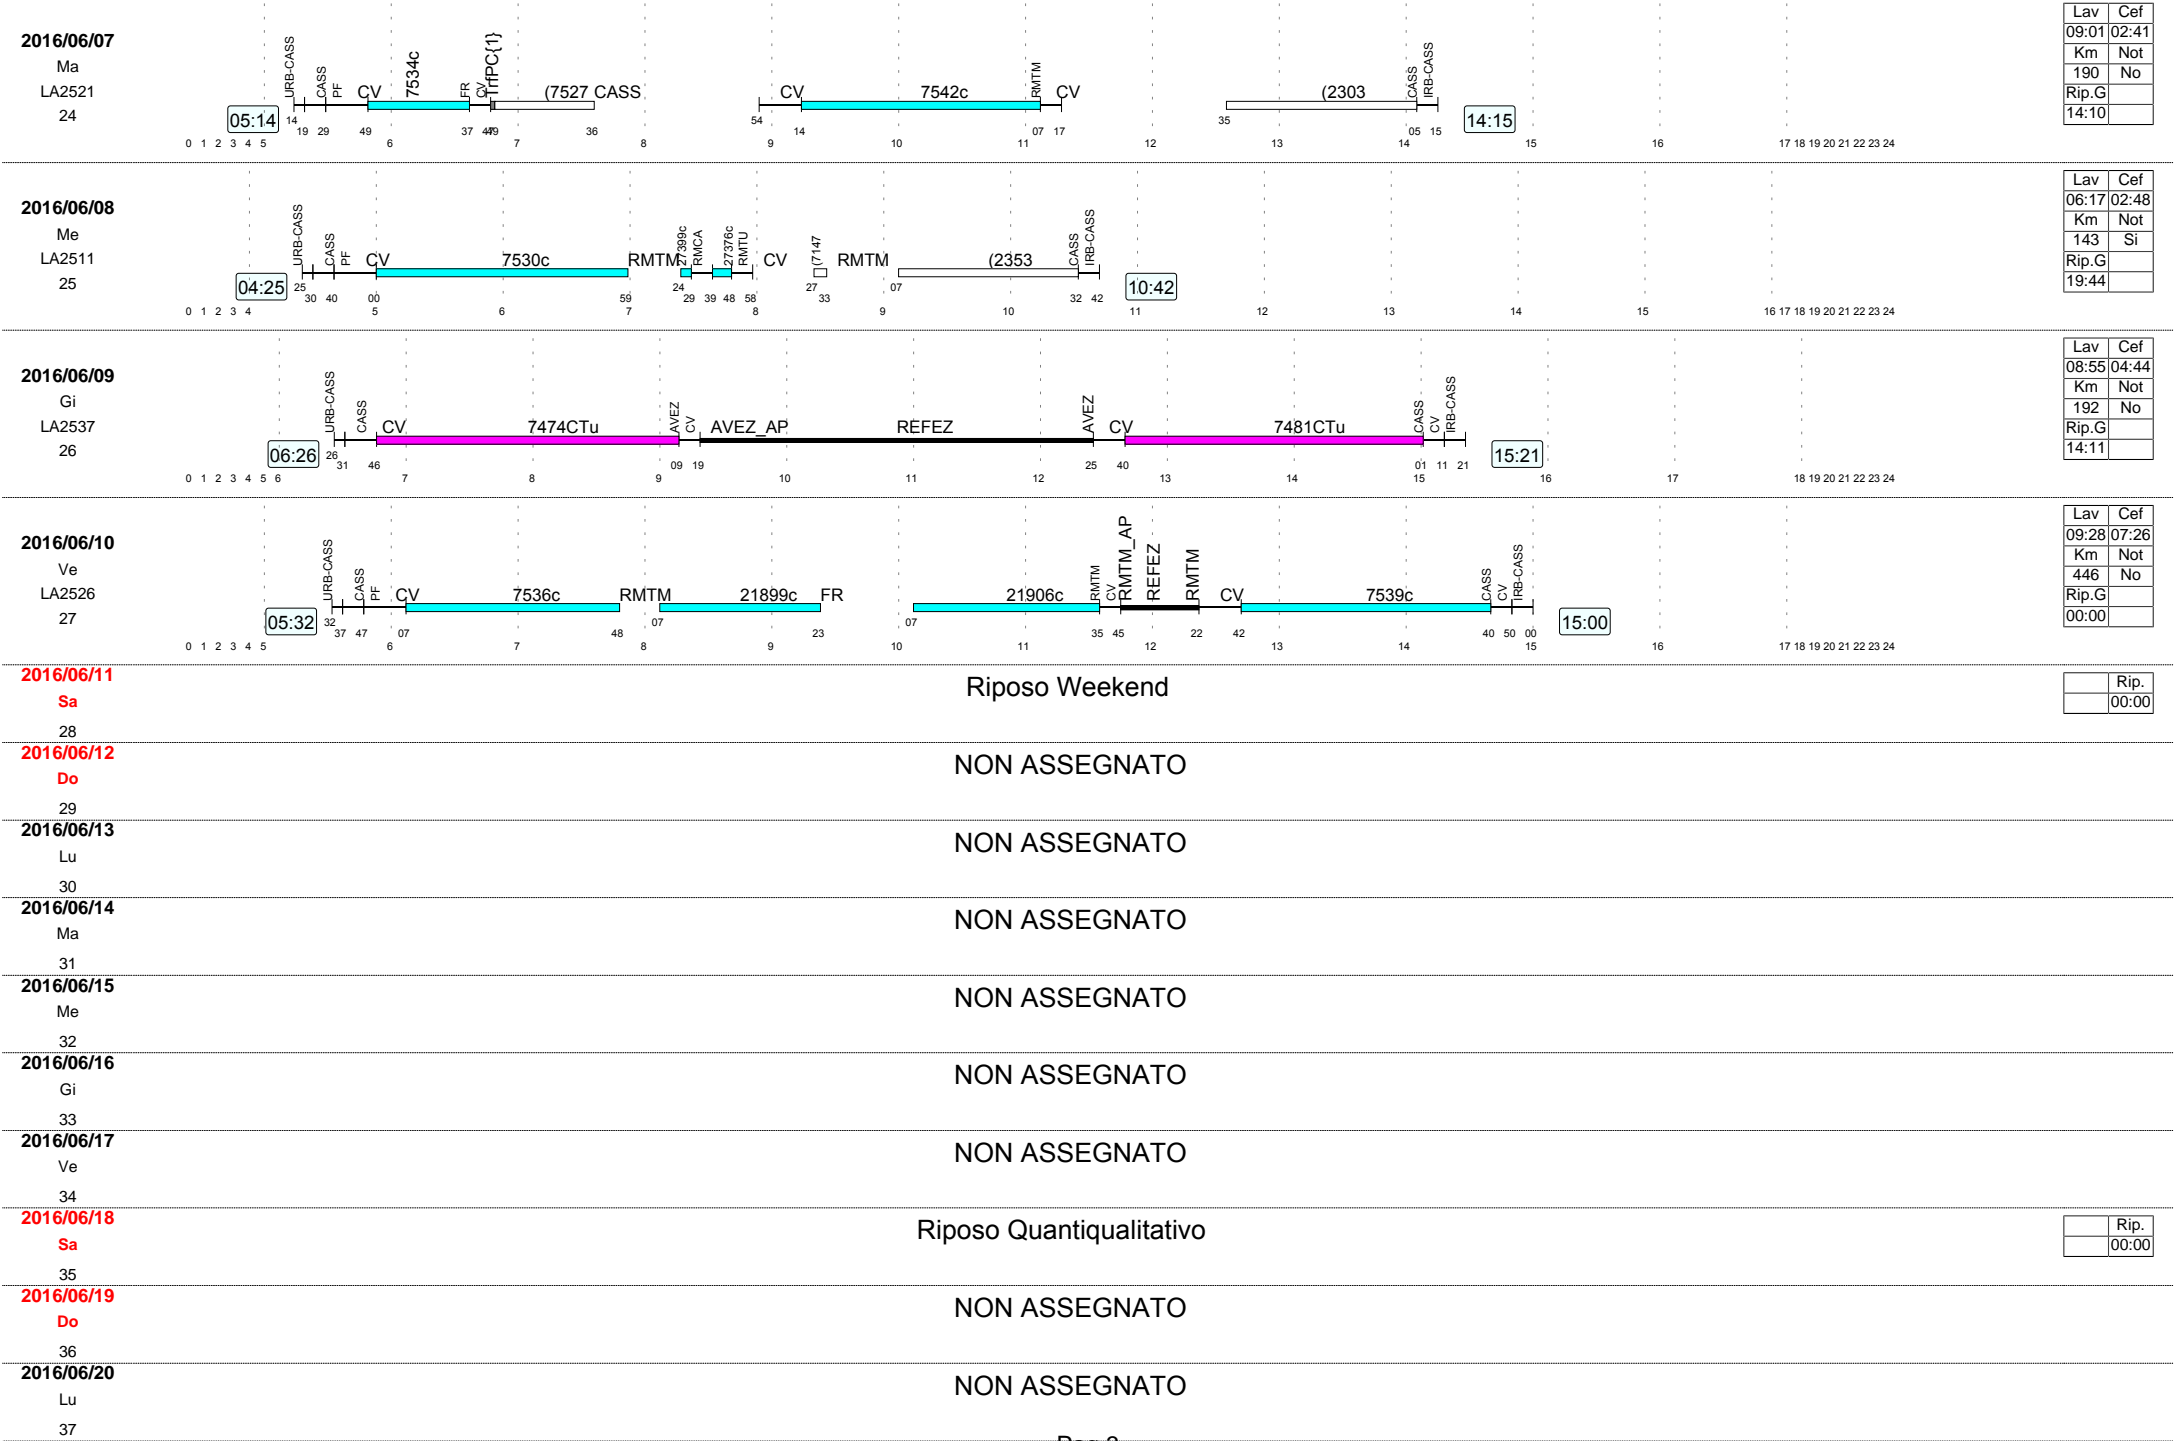 Lav Cef
2016/06/07 09:01 02:41
Ma URB-CASS CASS PF CV 7534c FR CV TrfPC{1} (7527 CASS CV 7542c RMTM CV (2303 CASS IRB-CASS Km Not
LA2521 190 No
24 05:14 14 19 29 49 37 49 36 54 14 07 17 35 05 15 14:15 Rip.G
14:10
0 1 2 3 4 5 6 7 8 9 10 11 12 13 14 15 16 17 18 19 20 21 22 23 24
Lav Cef
2016/06/08 06:17 02:48
Me URB-CASS CASS PF CV 7530c RMTM 27399c RMCA 27376c RMTU CV (7147 RMTM (2353 CASS IRB-CASS Km Not
LA2511 143 Si
25 04:25 25 30 40 00 59 24 29 39 48 58 27 33 07 32 42 10:42 Rip.G
19:44
0 1 2 3 4 5 6 7 8 9 10 11 12 13 14 15 16 17 18 19 20 21 22 23 24
Lav Cef
2016/06/09 08:55 04:44
Gi URB-CASS CASS CV 7474CTu AVEZ CV AVEZ_AP REFEZ AVEZ CV 7481CTu CASS CV IRB-CASS Km Not
LA2537 192 No
26 06:26 26 31 46 09 19 25 40 01 11 21 15:21 Rip.G
14:11
0 1 2 3 4 5 6 7 8 9 10 11 12 13 14 15 16 17 18 19 20 21 22 23 24
Lav Cef
2016/06/10 09:28 07:26
Ve URB-CASS CASS PF CV 7536c RMTM 21899c FR 21906c RMTM CV RMTM_AP REFEZ RMTM CV 7539c CASS CV IRB-CASS Km Not
LA2526 446 No
27 05:32 32 37 47 07 48 07 23 07 35 45 22 42 40 50 00 15:00 Rip.G
00:00
0 1 2 3 4 5 6 7 8 9 10 11 12 13 14 15 16 17 18 19 20 21 22 23 24
2016/06/11 Riposo Weekend Rip.
Sa 00:00
28
2016/06/12 NON ASSEGNATO
Do
29
2016/06/13 NON ASSEGNATO
Lu
30
2016/06/14 NON ASSEGNATO
Ma
31
2016/06/15 NON ASSEGNATO
Me
32
2016/06/16 NON ASSEGNATO
Gi
33
2016/06/17 NON ASSEGNATO
Ve
34
2016/06/18 Riposo Quantiqualitativo Rip.
Sa 00:00
35
2016/06/19 NON ASSEGNATO
Do
36
2016/06/20 NON ASSEGNATO
Lu
37